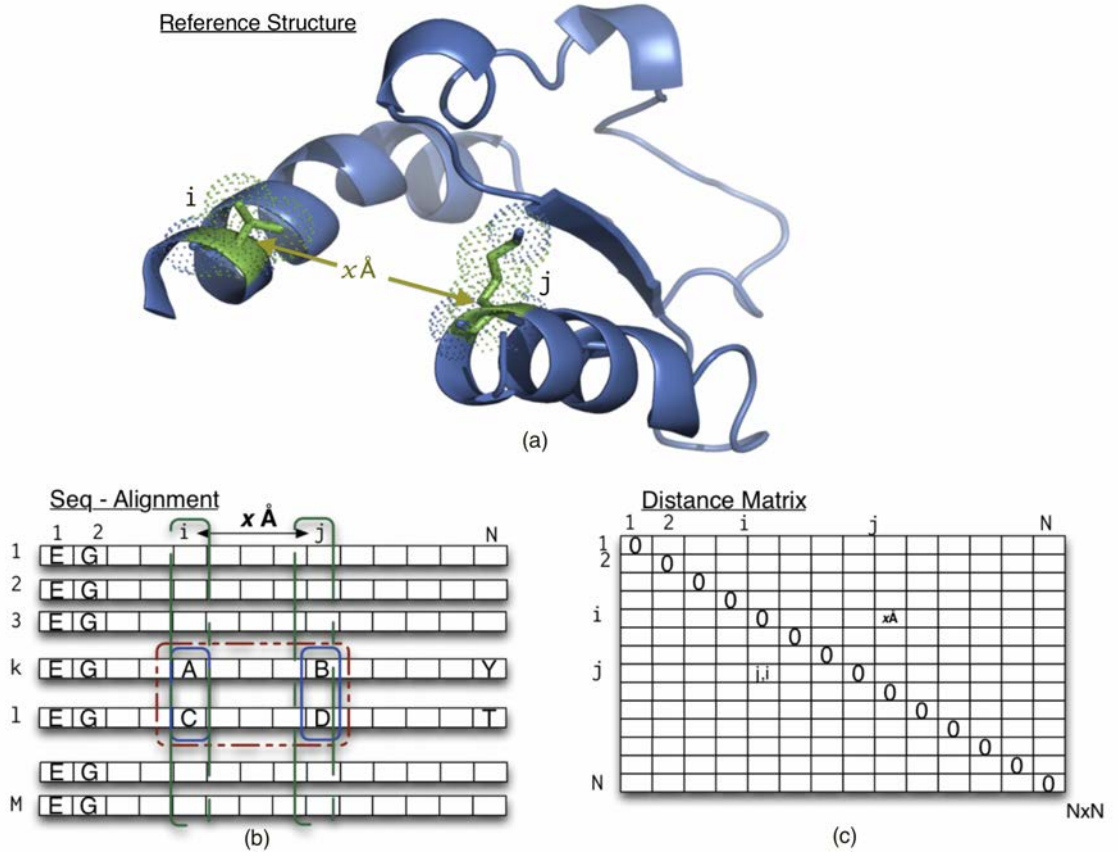 Reference Structure
i
x Å
j
(a)
Seq - Alignment
x Å
1 2 i j N
1 E G
2 E G
3 E G
k E G A B Y
l E G C D T
E G
M E G
(b)
Distance Matrix
1 2 i j N
1 0
2 0
0
0
i 0 xÅ
0
0
j j,i 0
0
0
0
0
0
N 0
NxN
(c)